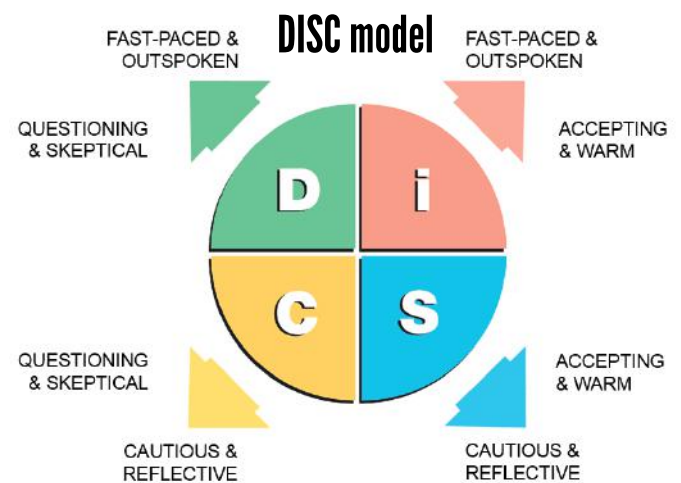 DISC model
FAST-PACED &
OUTSPOKEN
FAST-PACED &
OUTSPOKEN
QUESTIONING
& SKEPTICAL
ACCEPTING
& WARM
D
i
C
S
QUESTIONING
& SKEPTICAL
ACCEPTING
& WARM
CAUTIOUS &
REFLECTIVE
CAUTIOUS &
REFLECTIVE